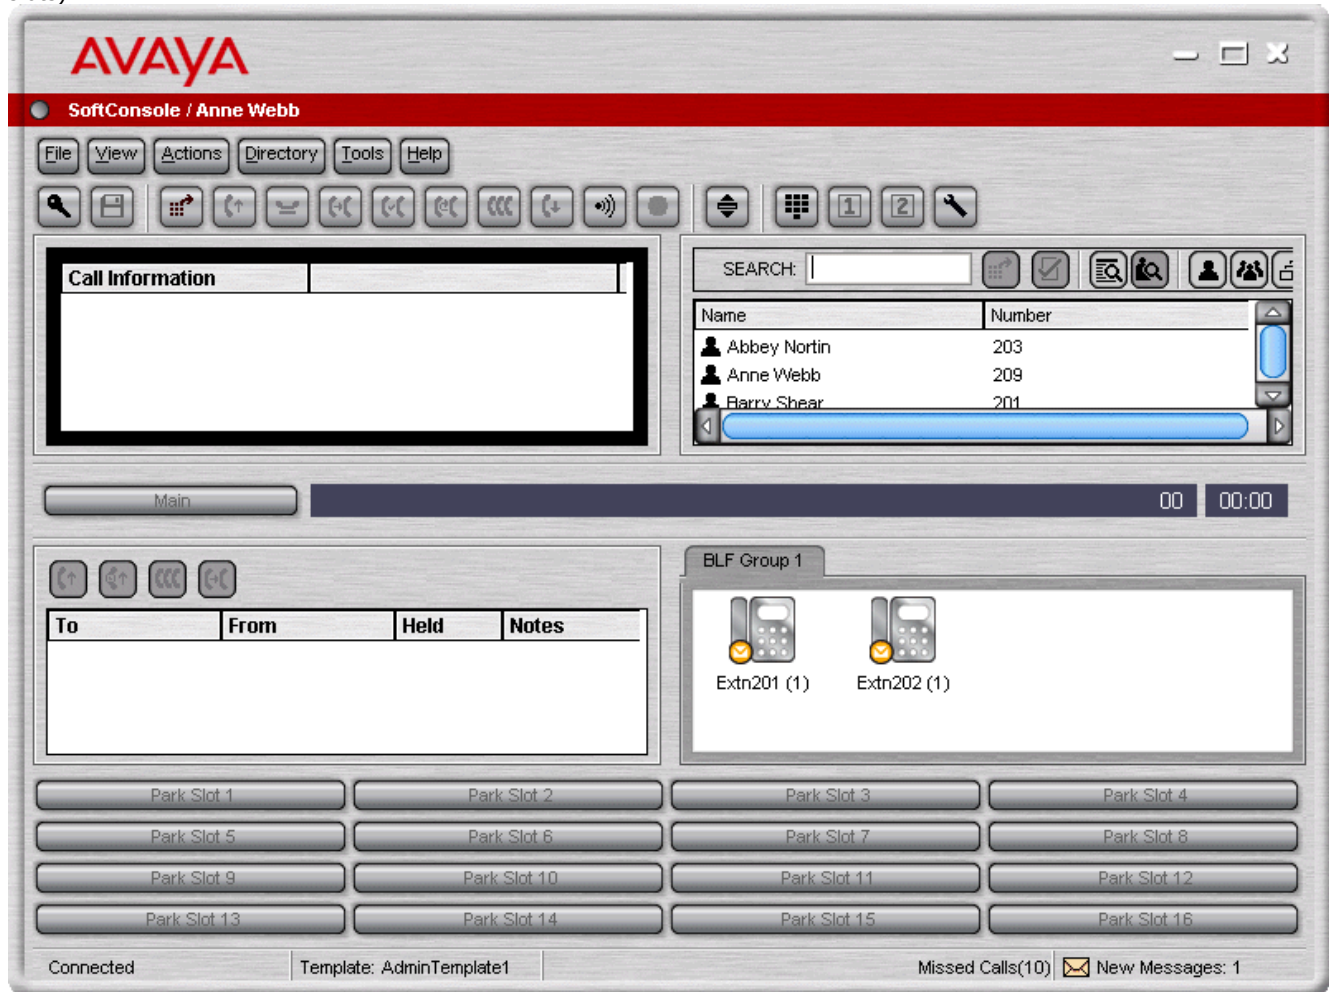 AVAYA
SoftConsole / Anne Webb
File View Actions Directory Tools Help
1 2
Call Information
SEARCH:
Name Number
Abbey Nortin 203
Anne Webb 209
Barry Shear 201
Main 00 00:00
BLF Group 1
To From Held Notes
Extn201 (1) Extn202 (1)
Park Slot 1 Park Slot 2 Park Slot 3 Park Slot 4
Park Slot 5 Park Slot 6 Park Slot 7 Park Slot 8
Park Slot 9 Park Slot 10 Park Slot 11 Park Slot 12
Park Slot 13 Park Slot 14 Park Slot 15 Park Slot 16
Connected Template: AdminTemplate1 Missed Calls(10) New Messages: 1